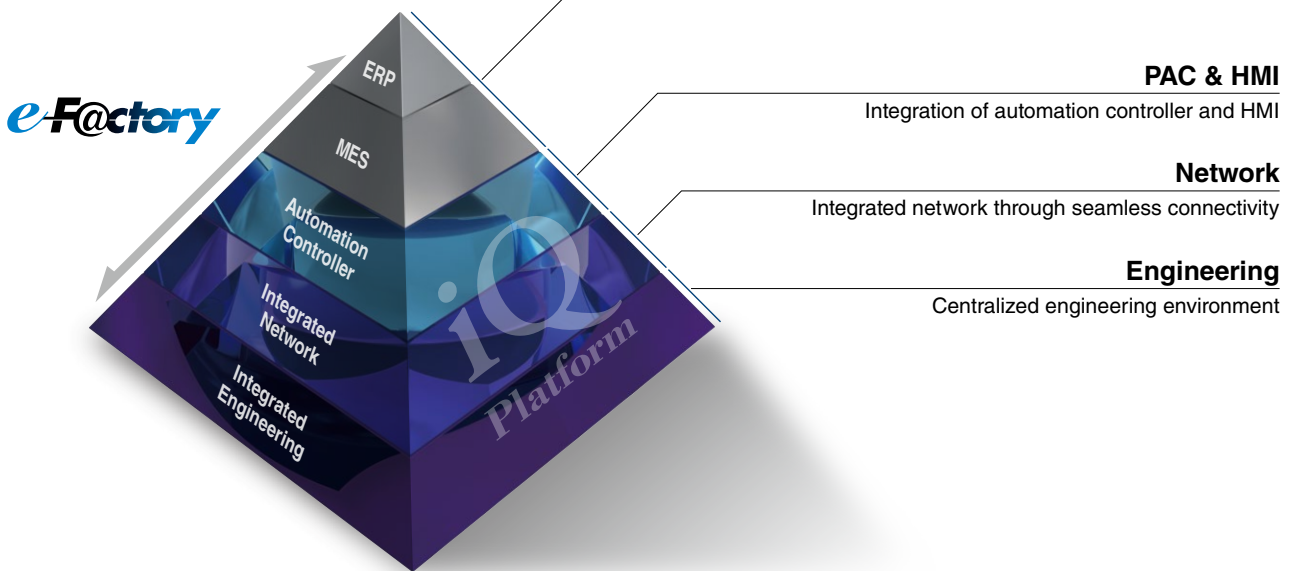 e-F@ctory
ERP
MES
Automation
Controller
Integrated
Network
Integrated
Engineering
iQ
Platform
PAC & HMI
Integration of automation controller and HMI
Network
Integrated network through seamless connectivity
Engineering
Centralized engineering environment